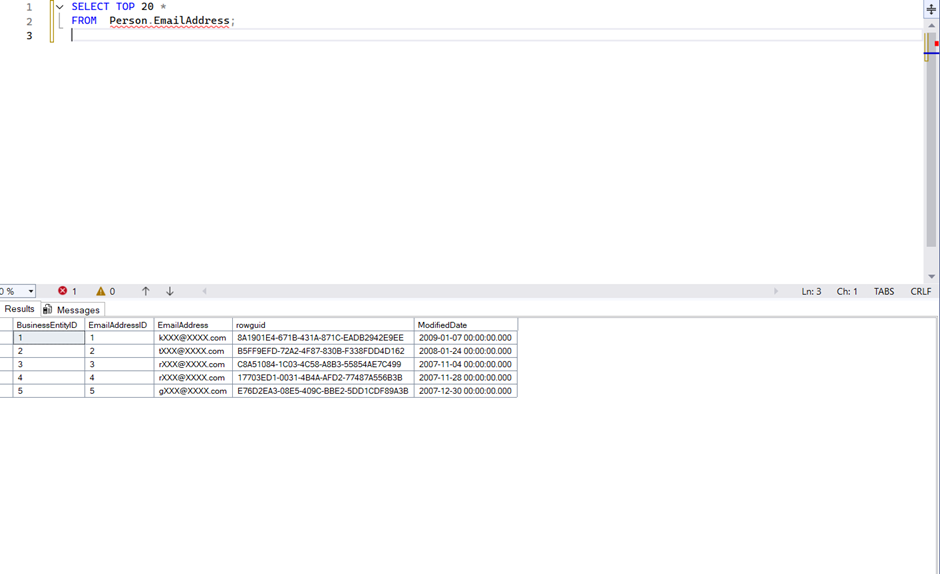 1 SELECT TOP 20 *
2 FROM Person.EmailAddress;
3
0 % 1 0 Ln: 3 Ch: 1 TABS CRLF
Results Messages
BusinessEntityID EmailAddressID EmailAddress rowguid ModifiedDate
1 1 kXXX@XXXX.com 8A1901E4-671B-431A-871C-EADB2942E9EE 2009-01-07 00:00:00.000
2 2 tXXX@XXXX.com B5FF9EFD-72A2-4F87-830B-F338FDD4D162 2008-01-24 00:00:00.000
3 3 rXXX@XXXX.com C8A51084-1C03-4C58-A8B3-55854AE7C499 2007-11-04 00:00:00.000
4 4 rXXX@XXXX.com 17703ED1-0031-4B4A-AFD2-77487A556B3B 2007-11-28 00:00:00.000
5 5 gXXX@XXXX.com E76D2EA3-08E5-409C-BBE2-5DD1CDF89A3B 2007-12-30 00:00:00.000